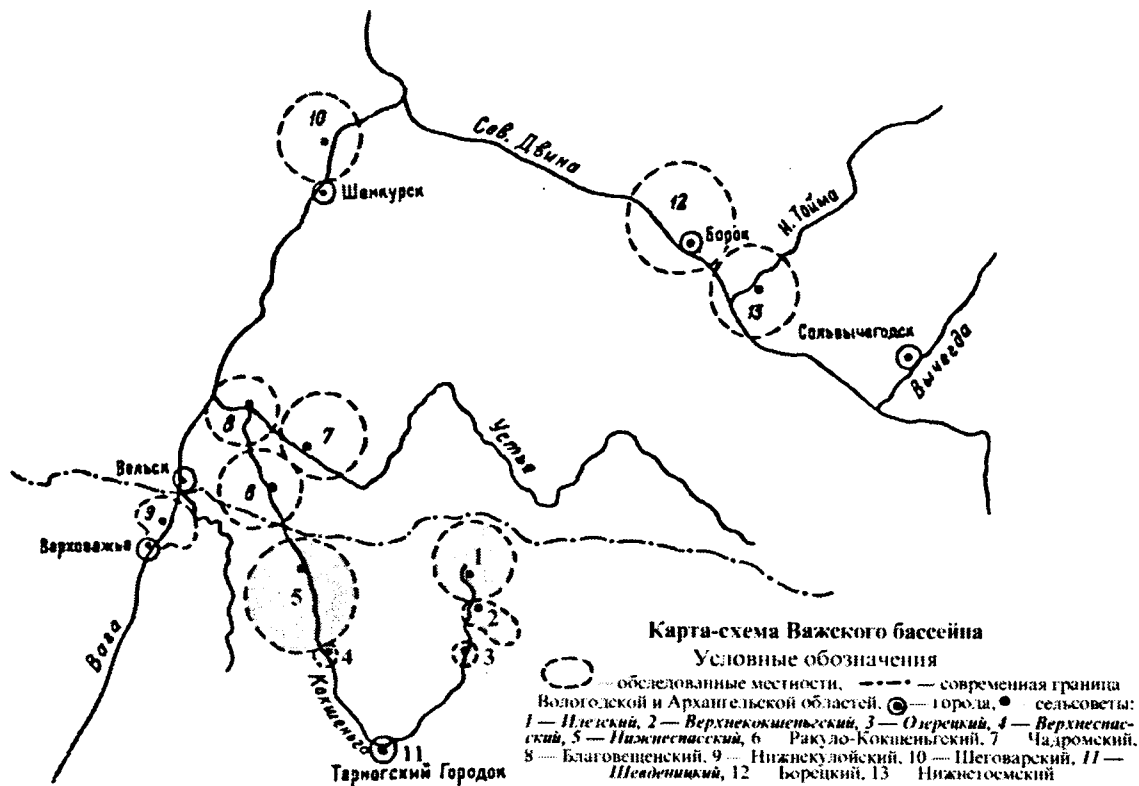 10
Сев. Двина
Шенкурск
12
Борок
Н. Тойма
13
Сольвычегодск
Вычегда
8
7
Устья
Вельск
6
9
Верховажье
1
5
2
Вага
4
3
Кокшеньга
11
Тарногский Городок
Карта-схема Важского бассейна
Условные обозначения
— обследованные местности, — современная граница
Вологодской и Архангельской областей, — города, — сельсоветы:
1 — Илезский, 2 — Верхнекокшеньгский, 3 — Озерецкий, 4 — Верхнеспас-
ский, 5 — Нижнеспасский, 6 Ракуло-Кокшеньгский, 7 Чадромский,
8 — Благовещенский, 9 — Нижнекулойский, 10 — Шеговарский, 11 —
Шевденицкий, 12 Борецкий, 13 Нижнетоемский